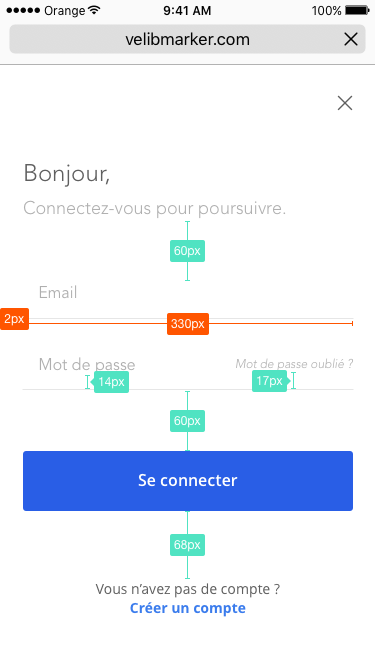 Orange 9:41 AM 100%
velibmarker.com
Bonjour,
Connectez-vous pour poursuivre.
60px
Email
2px 330px
Mot de passe Mot de passe oublié ?
14px 17px
60px
Se connecter
68px
Vous n’avez pas de compte ?
Créer un compte